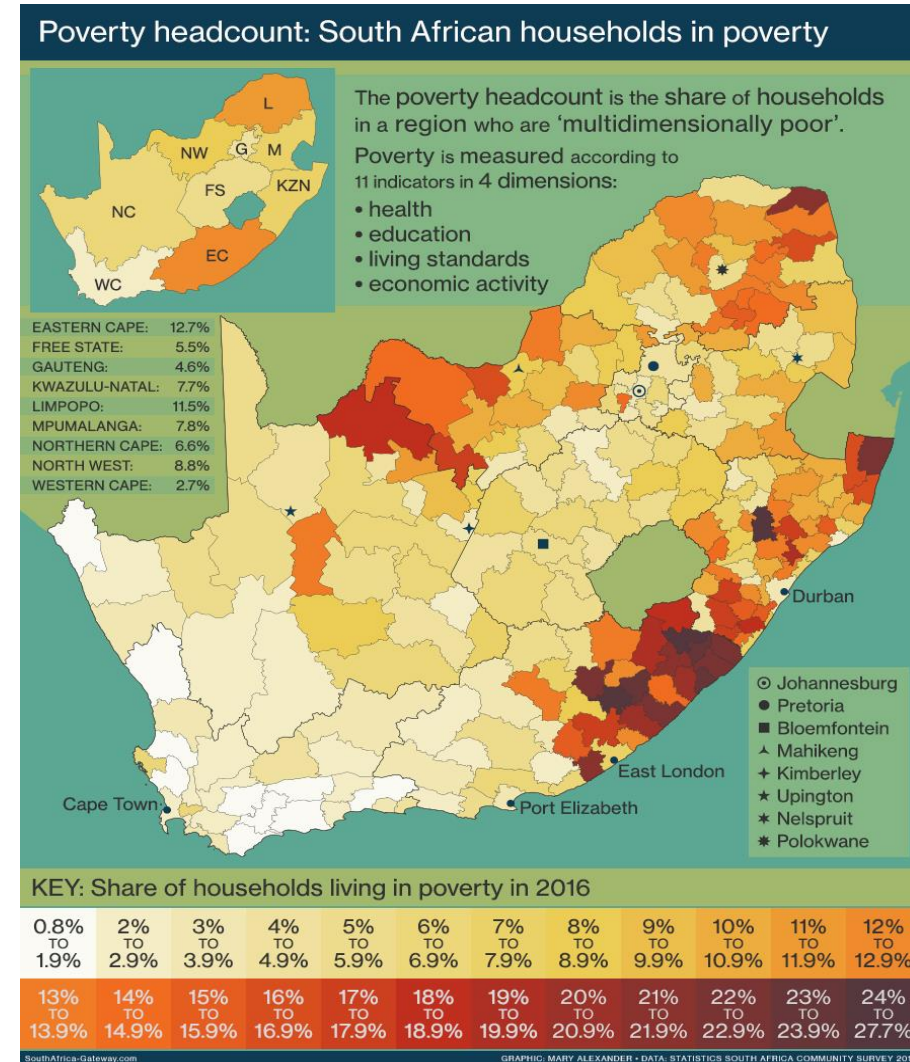 Poverty headcount: South African households in poverty
L
NW
G
M
FS
KZN
NC
EC
WC
The poverty headcount is the share of households
in a region who are ‘multidimensionally poor’.
Poverty is measured according to
11 indicators in 4 dimensions:
• health
• education
• living standards
• economic activity
EASTERN CAPE: 12.7%
FREE STATE: 5.5%
GAUTENG: 4.6%
KWAZULU-NATAL: 7.7%
LIMPOPO: 11.5%
MPUMALANGA: 7.8%
NORTHERN CAPE: 6.6%
NORTH WEST: 8.8%
WESTERN CAPE: 2.7%
Durban
East London
Port Elizabeth
Cape Town
Johannesburg
Pretoria
Bloemfontein
Mahikeng
Kimberley
Upington
Nelspruit
Polokwane
KEY: Share of households living in poverty in 2016
0.8% TO 1.9%
2% TO 2.9%
3% TO 3.9%
4% TO 4.9%
5% TO 5.9%
6% TO 6.9%
7% TO 7.9%
8% TO 8.9%
9% TO 9.9%
10% TO 10.9%
11% TO 11.9%
12% TO 12.9%
13% TO 13.9%
14% TO 14.9%
15% TO 15.9%
16% TO 16.9%
17% TO 17.9%
18% TO 18.9%
19% TO 19.9%
20% TO 20.9%
21% TO 21.9%
22% TO 22.9%
23% TO 23.9%
24% TO 27.7%
SouthAfrica-Gateway.com
GRAPHIC: MARY ALEXANDER • DATA: STATISTICS SOUTH AFRICA COMMUNITY SURVEY